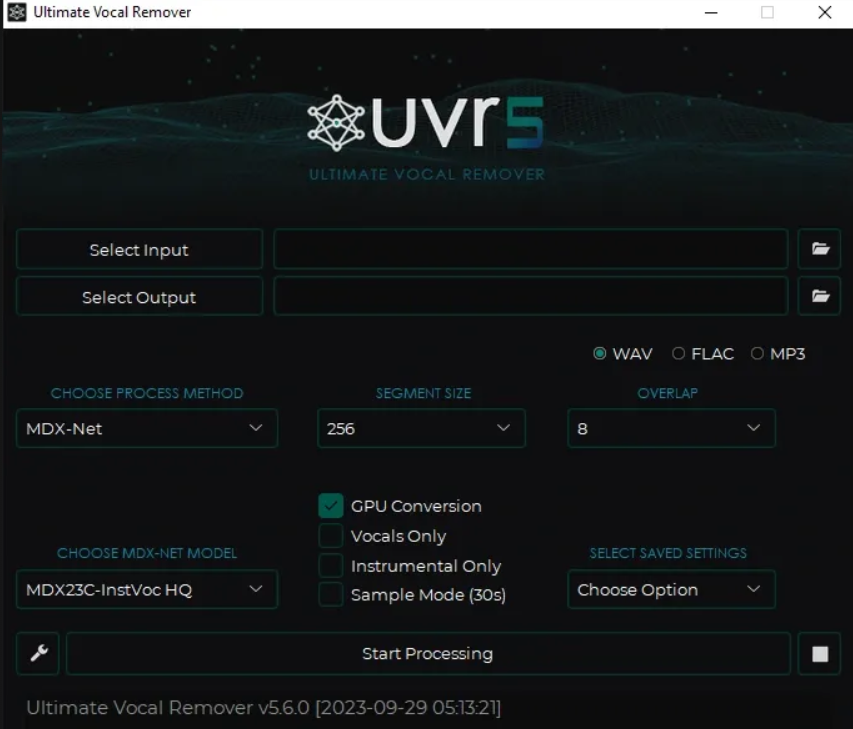 Ultimate Vocal Remover
uvr5
ULTIMATE VOCAL REMOVER
Select Input
Select Output
WAV FLAC MP3
CHOOSE PROCESS METHOD SEGMENT SIZE OVERLAP
MDX-Net 256 8
GPU Conversion
Vocals Only
CHOOSE MDX-NET MODEL Instrumental Only SELECT SAVED SETTINGS
MDX23C-InstVoc HQ Sample Mode (30s) Choose Option
Start Processing
Ultimate Vocal Remover v5.6.0 [2023-09-29 05:13:21]